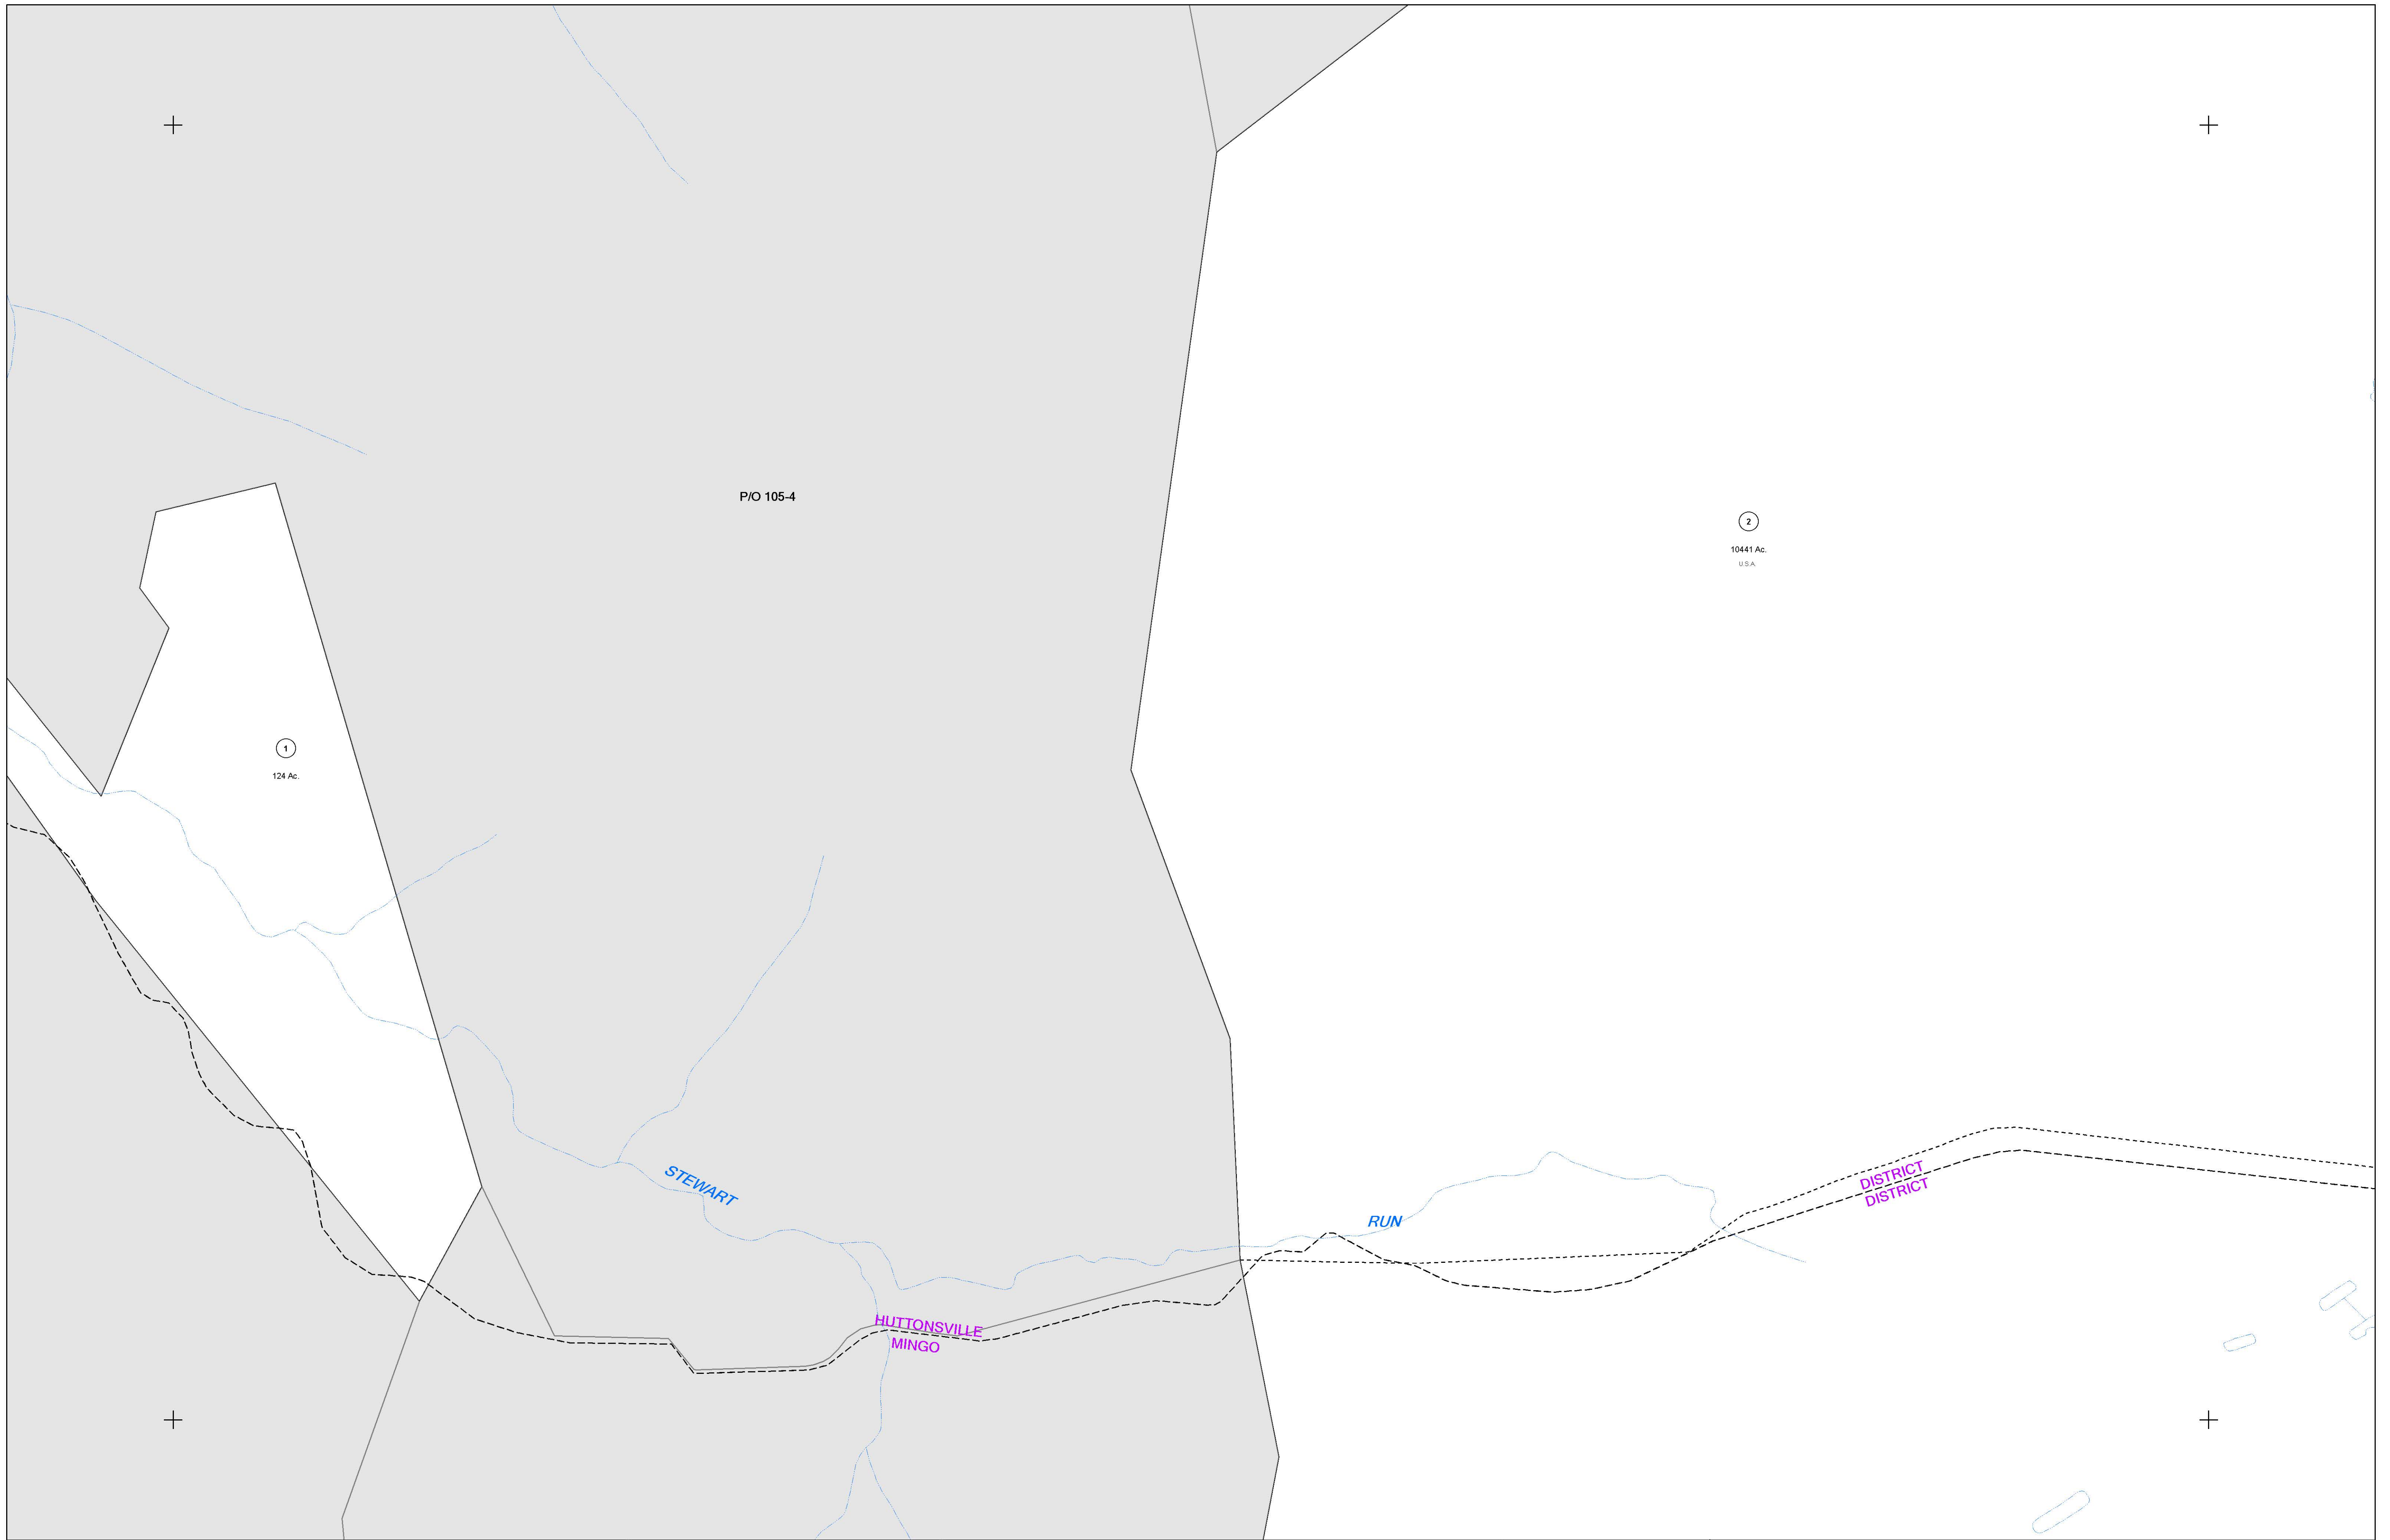 P/O 105-4
2
10441 Ac.
U.S.A.
1
124 Ac.
STEWART
RUN
DISTRICT
DISTRICT
HUTTONSVILLE
MINGO